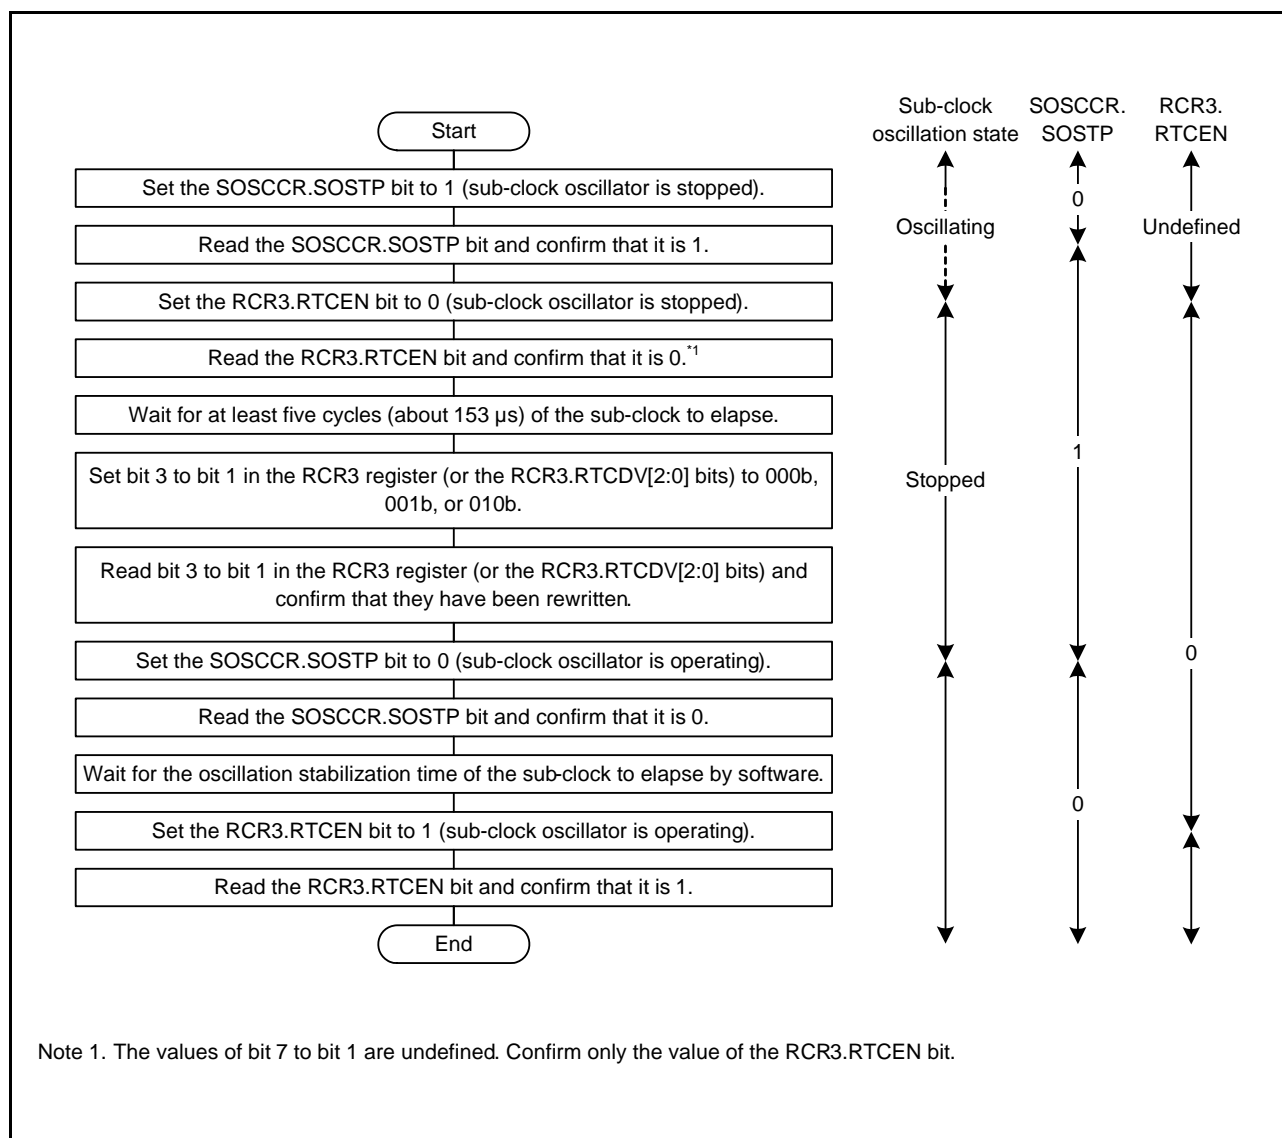 Start
Set the SOSCCR.SOSTP bit to 1 (sub-clock oscillator is stopped).
Read the SOSCCR.SOSTP bit and confirm that it is 1.
Set the RCR3.RTCEN bit to 0 (sub-clock oscillator is stopped).
Read the RCR3.RTCEN bit and confirm that it is 0.*1
Wait for at least five cycles (about 153 μs) of the sub-clock to elapse.
Set bit 3 to bit 1 in the RCR3 register (or the RCR3.RTCDV[2:0] bits) to 000b,
001b, or 010b.
Read bit 3 to bit 1 in the RCR3 register (or the RCR3.RTCDV[2:0] bits) and
confirm that they have been rewritten.
Set the SOSCCR.SOSTP bit to 0 (sub-clock oscillator is operating).
Read the SOSCCR.SOSTP bit and confirm that it is 0.
Wait for the oscillation stabilization time of the sub-clock to elapse by software.
Set the RCR3.RTCEN bit to 1 (sub-clock oscillator is operating).
Read the RCR3.RTCEN bit and confirm that it is 1.
End
Sub-clock
oscillation state
Oscillating
Stopped
SOSCCR.
SOSTP
0
1
0
RCR3.
RTCEN
Undefined
0
Note 1. The values of bit 7 to bit 1 are undefined. Confirm only the value of the RCR3.RTCEN bit.